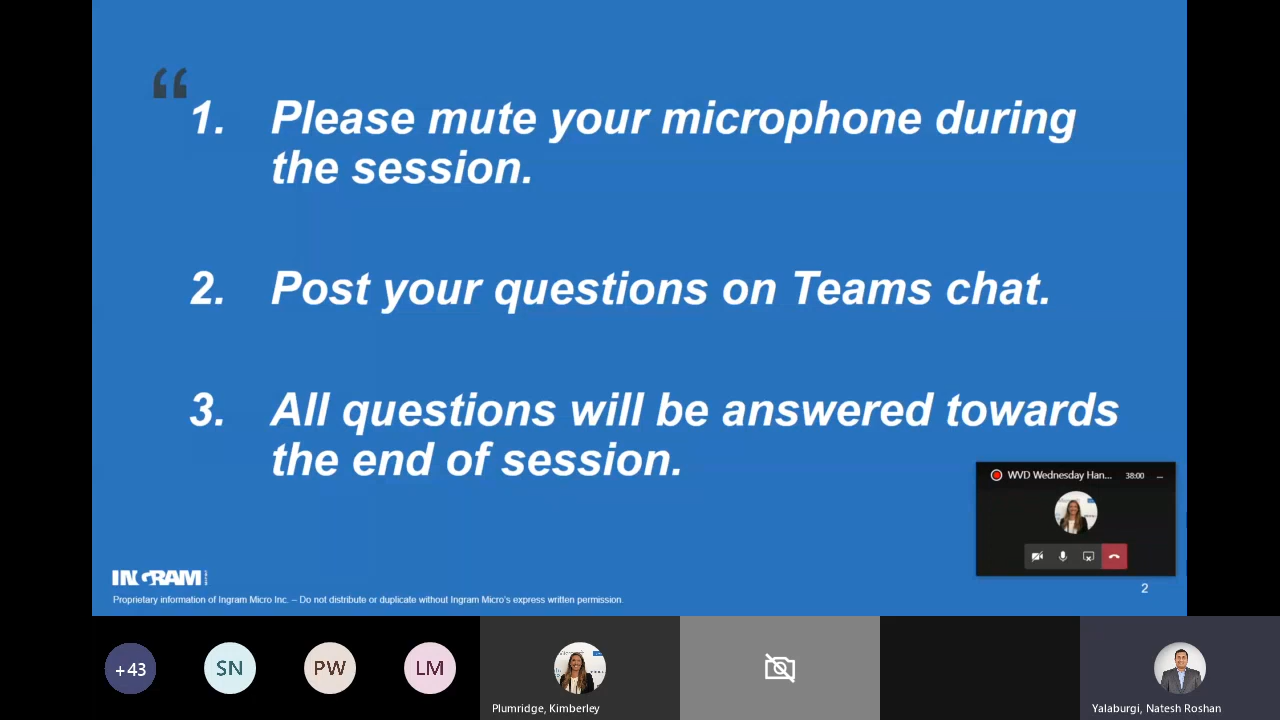 “
1. Please mute your microphone during
the session.
2. Post your questions on Teams chat.
3. All questions will be answered towards
the end of session.
WVD Wednesday Han... 38:00
INGRAM
Proprietary information of Ingram Micro Inc. – Do not distribute or duplicate without Ingram Micro's express written permission.
2
+43
SN
PW
LM
Plumridge, Kimberley
Yalaburgi, Natesh Roshan